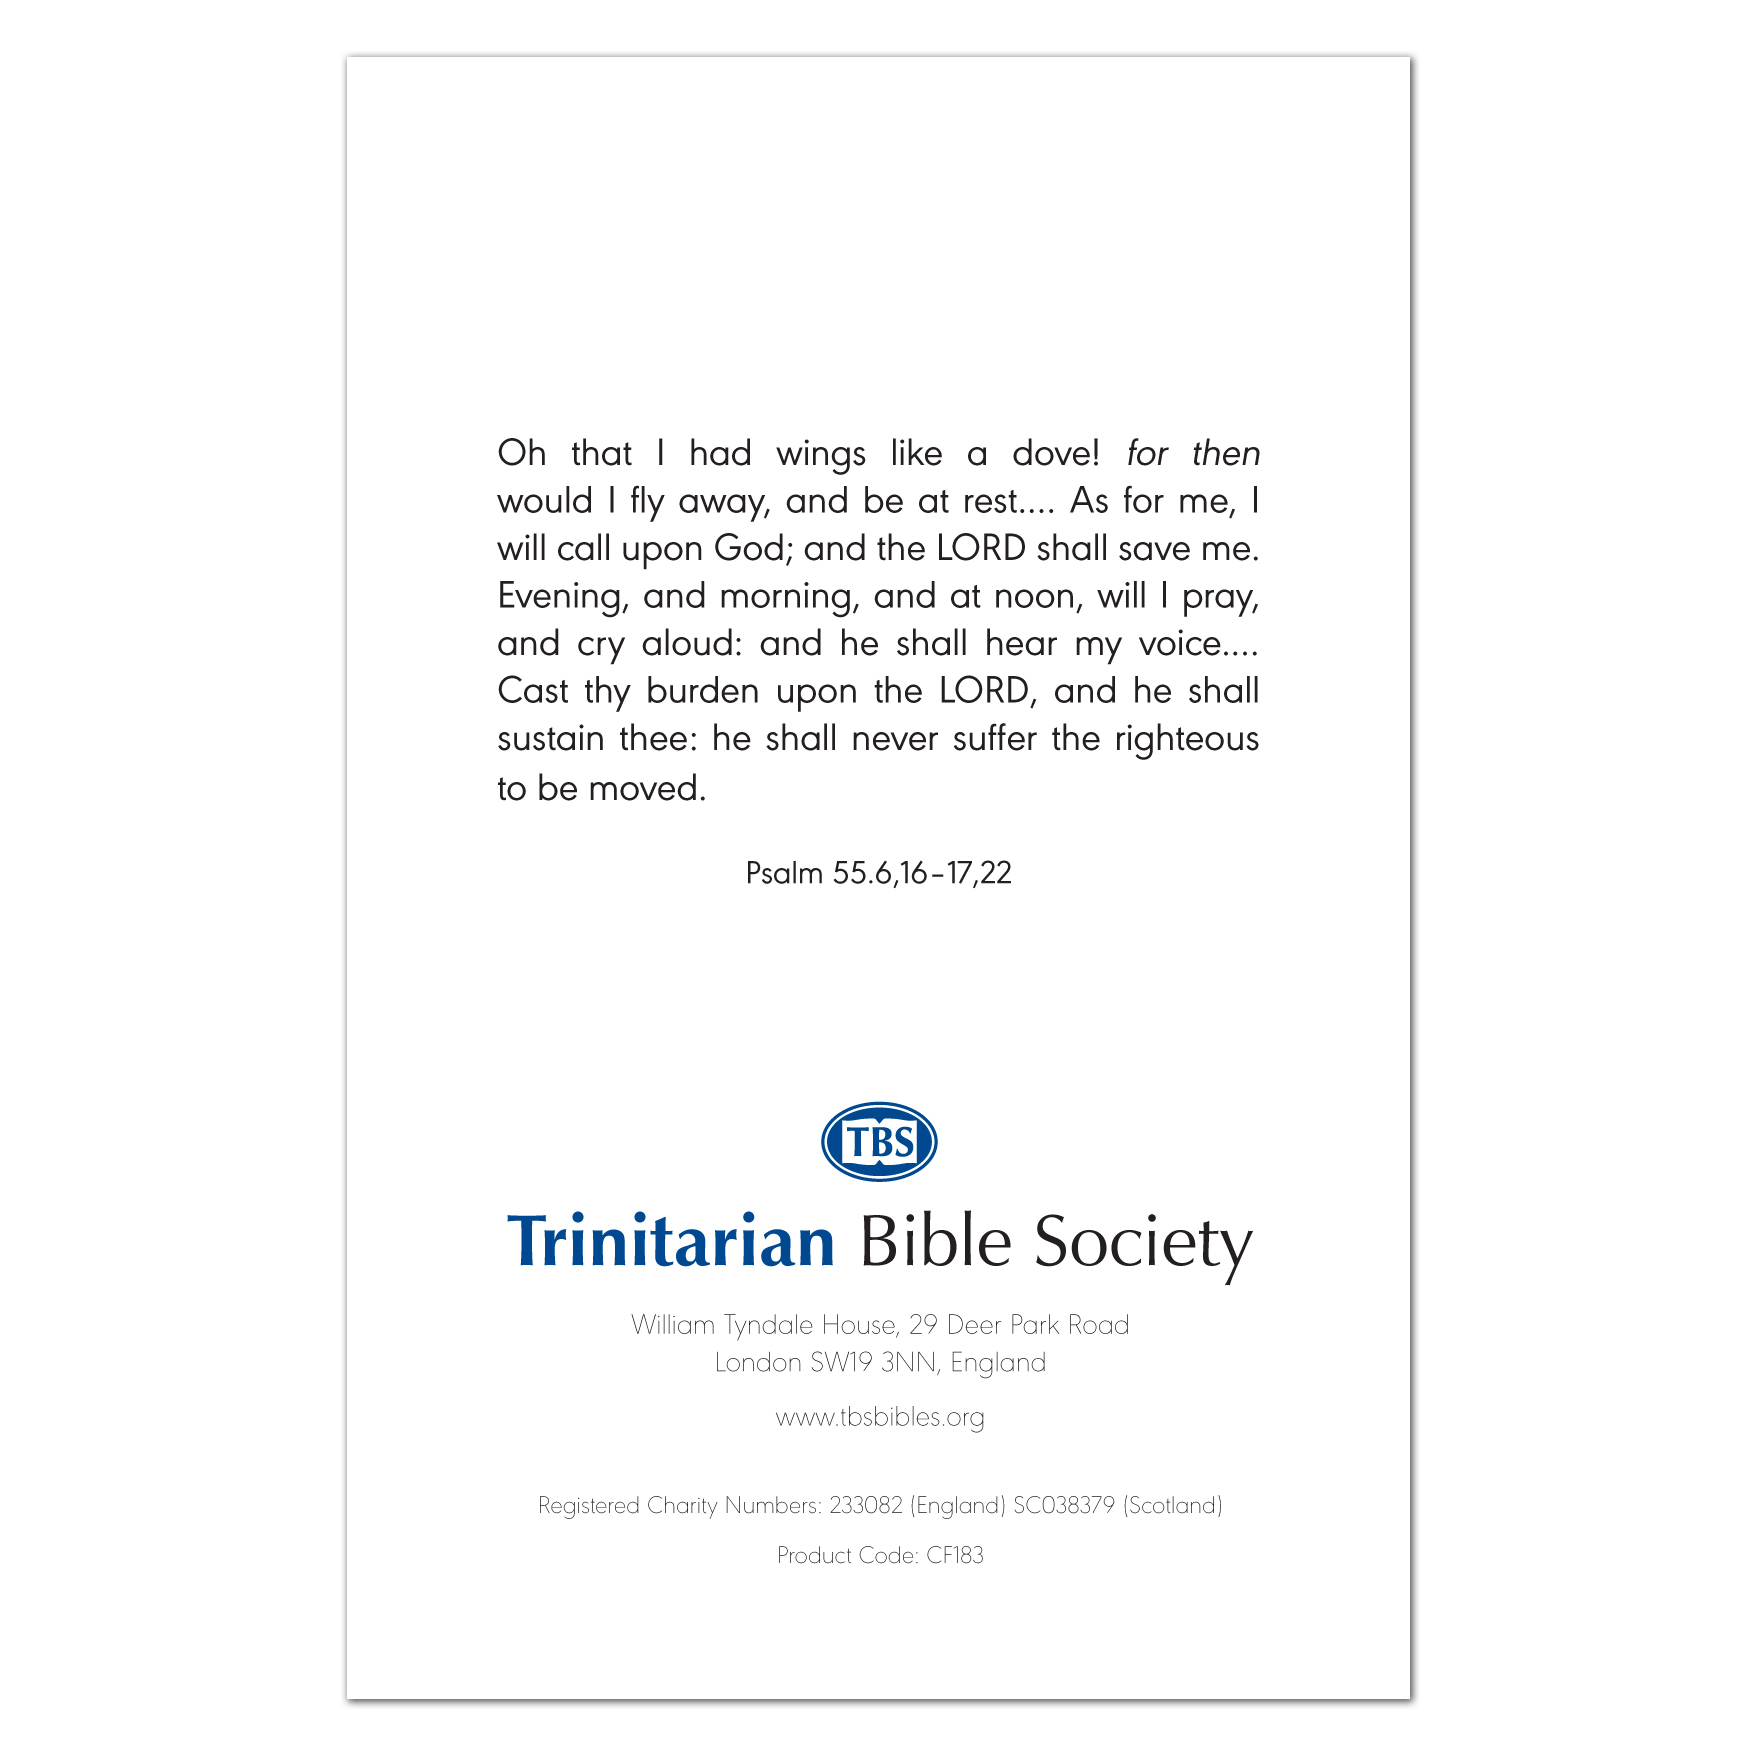 Oh that I had wings like a dove! for then
would I fly away, and be at rest.... As for me, I
will call upon God; and the LORD shall save me.
Evening, and morning, and at noon, will I pray,
and cry aloud: and he shall hear my voice....
Cast thy burden upon the LORD, and he shall
sustain thee: he shall never suffer the righteous
to be moved.
Psalm 55.6,16–17,22
TBS
Trinitarian Bible Society
William Tyndale House, 29 Deer Park Road
London SW19 3NN, England
www.tbsbibles.org
Registered Charity Numbers: 233082 (England) SC038379 (Scotland)
Product Code: CF183